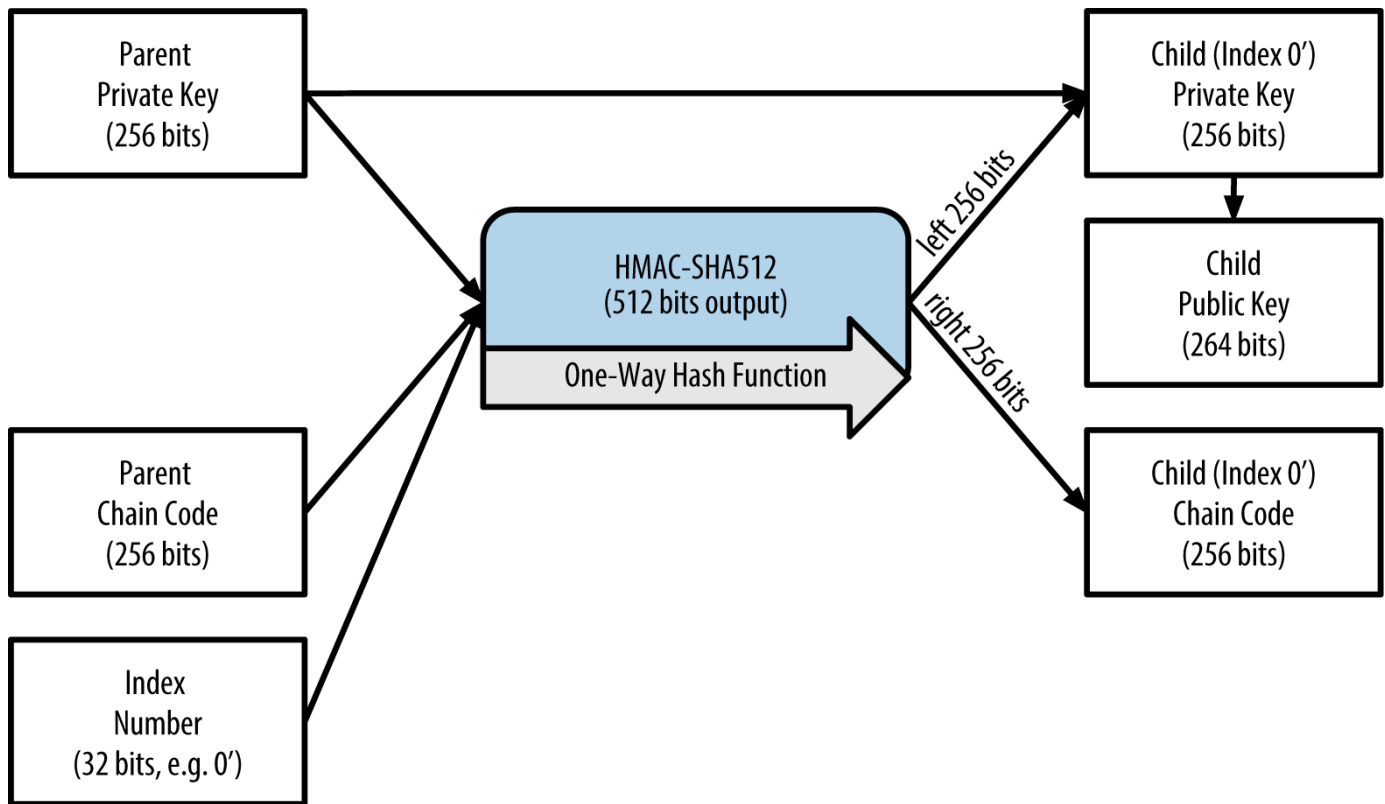 Parent
Private Key
(256 bits)
Parent
Chain Code
(256 bits)
Index
Number
(32 bits, e.g. 0’)
HMAC-SHA512
(512 bits output)
One-Way Hash Function
left 256 bits
right 256 bits
Child (Index 0’)
Private Key
(256 bits)
Child
Public Key
(264 bits)
Child (Index 0’)
Chain Code
(256 bits)